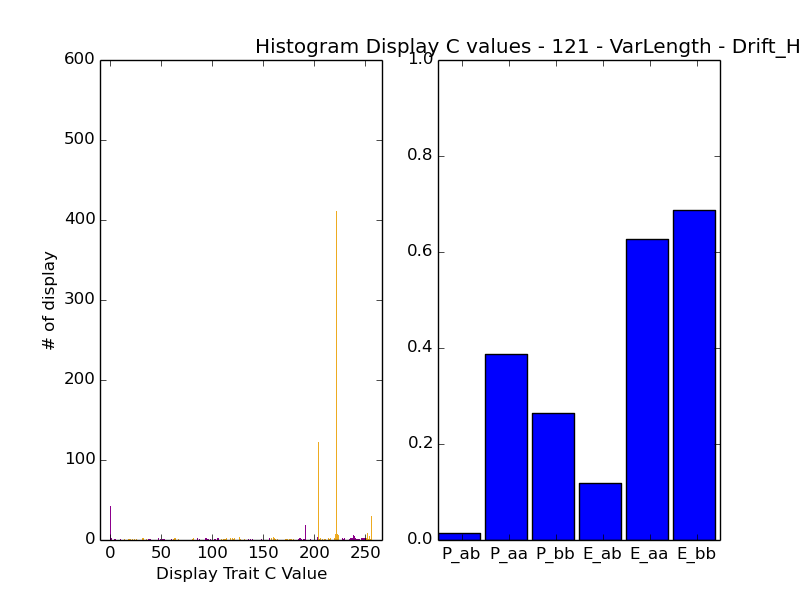 Histogram Display C values - 121 - VarLength - Drift_H
600
500
400
300
200
100
0
# of display
0 50 100 150 200 250
Display Trait C Value
1.0
0.8
0.6
0.4
0.2
0.0
P_ab P_aa P_bb E_ab E_aa E_bb